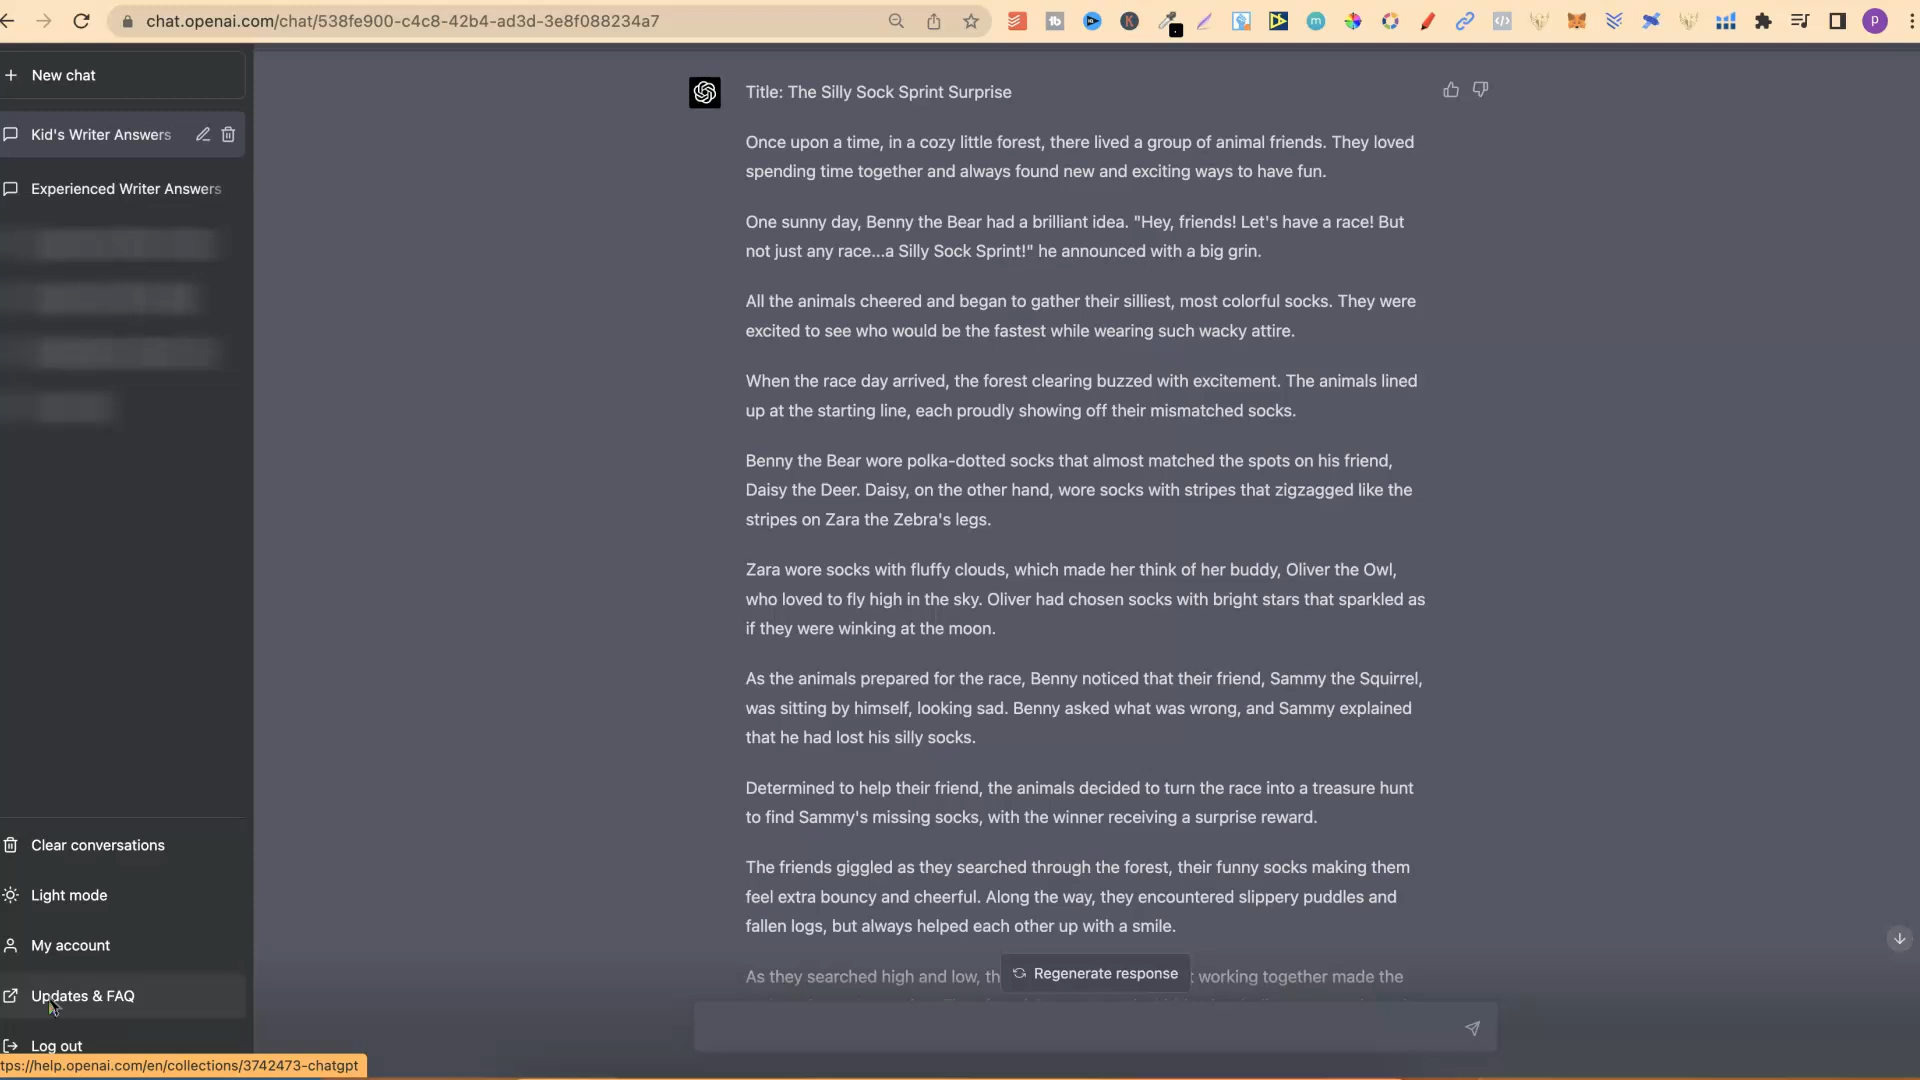 chat.openai.com/chat/538fe900-c4c8-42b4-ad3d-3e8f088234a7
New chat
Kid's Writer Answers
Experienced Writer Answers
Clear conversations
Light mode
My account
Updates & FAQ
Log out
tps://help.openai.com/en/collections/3742473-chatgpt
Title: The Silly Sock Sprint Surprise
Once upon a time, in a cozy little forest, there lived a group of animal friends. They loved
spending time together and always found new and exciting ways to have fun.
One sunny day, Benny the Bear had a brilliant idea. "Hey, friends! Let's have a race! But
not just any race...a Silly Sock Sprint!" he announced with a big grin.
All the animals cheered and began to gather their silliest, most colorful socks. They were
excited to see who would be the fastest while wearing such wacky attire.
When the race day arrived, the forest clearing buzzed with excitement. The animals lined
up at the starting line, each proudly showing off their mismatched socks.
Benny the Bear wore polka-dotted socks that almost matched the spots on his friend,
Daisy the Deer. Daisy, on the other hand, wore socks with stripes that zigzagged like the
stripes on Zara the Zebra's legs.
Zara wore socks with fluffy clouds, which made her think of her buddy, Oliver the Owl,
who loved to fly high in the sky. Oliver had chosen socks with bright stars that sparkled as
if they were winking at the moon.
As the animals prepared for the race, Benny noticed that their friend, Sammy the Squirrel,
was sitting by himself, looking sad. Benny asked what was wrong, and Sammy explained
that he had lost his silly socks.
Determined to help their friend, the animals decided to turn the race into a treasure hunt
to find Sammy's missing socks, with the winner receiving a surprise reward.
The friends giggled as they searched through the forest, their funny socks making them
feel extra bouncy and cheerful. Along the way, they encountered slippery puddles and
fallen logs, but always helped each other up with a smile.
As they searched high and low, th working together made the
Regenerate response